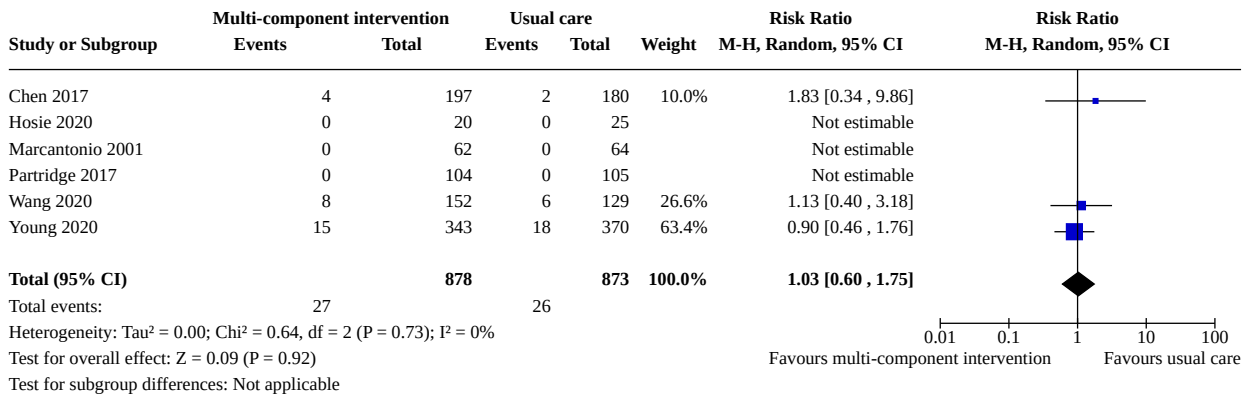 Multi-component intervention Usual care Risk Ratio Risk Ratio
Study or Subgroup Events Total Events Total Weight M-H, Random, 95% CI M-H, Random, 95% CI
Chen 2017 4 197 2 180 10.0% 1.83 [0.34 , 9.86]
Hosie 2020 0 20 0 25 Not estimable
Marcantonio 2001 0 62 0 64 Not estimable
Partridge 2017 0 104 0 105 Not estimable
Wang 2020 8 152 6 129 26.6% 1.13 [0.40 , 3.18]
Young 2020 15 343 18 370 63.4% 0.90 [0.46 , 1.76]
Total (95% CI) 878 873 100.0% 1.03 [0.60 , 1.75]
Total events: 27 26
Heterogeneity: Tau² = 0.00; Chi² = 0.64, df = 2 (P = 0.73); I² = 0%
0.01 0.1 1 10 100
Test for overall effect: Z = 0.09 (P = 0.92)
Favours multi-component intervention Favours usual care
Test for subgroup differences: Not applicable